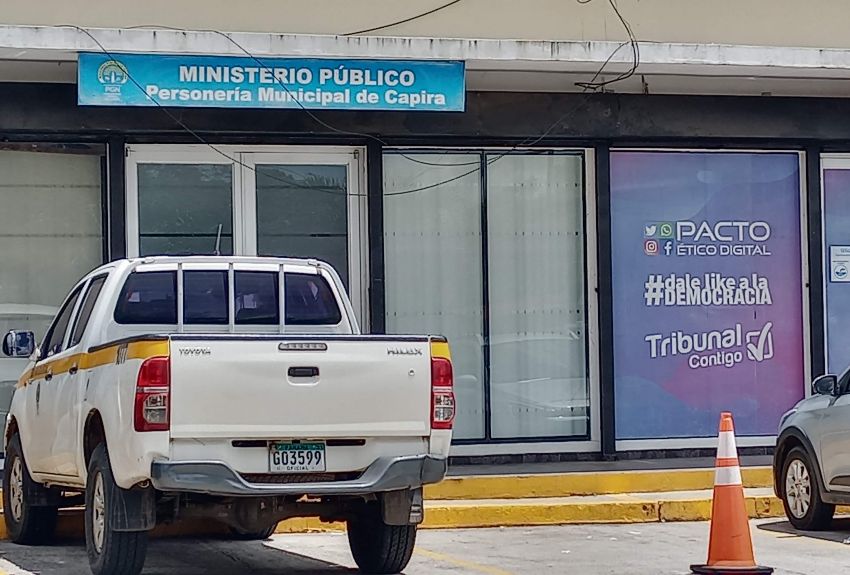 MINISTERIO PÚBLICO
Personería Municipal de Capira
PGN
PACTO
ÉTICO DIGITAL
#dale like a la
DEMOCRACIA
Tribunal
Contigo
TOYOTA
HILUX
G03599
OFICIAL